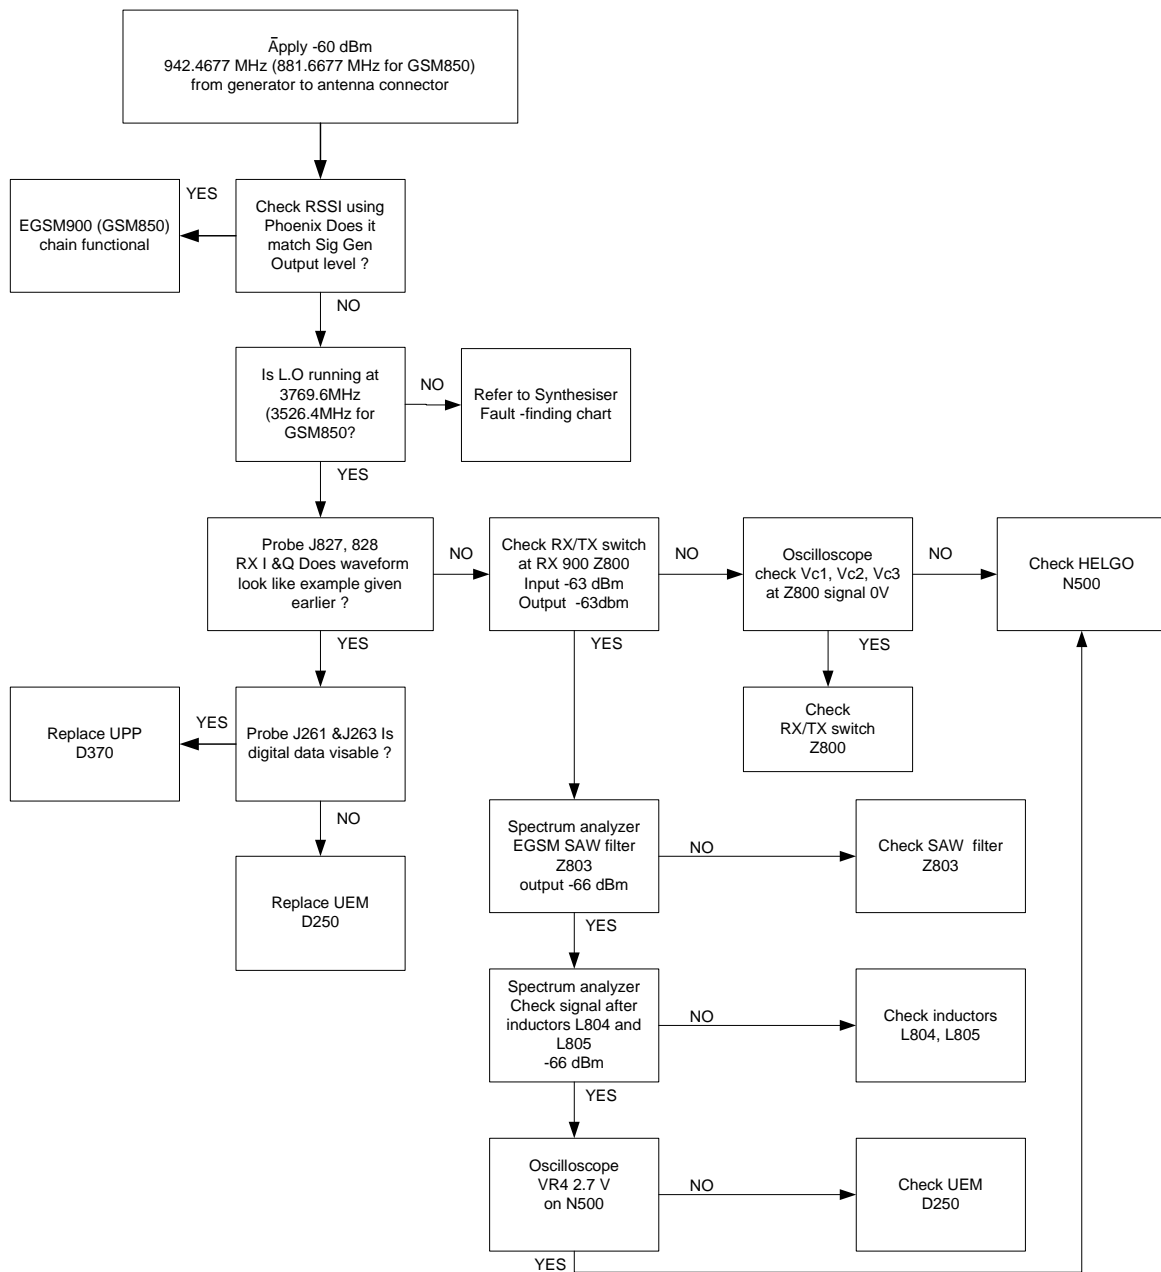 Āpply -60 dBm
942.4677 MHz (881.6677 MHz for GSM850)
from generator to antenna connector
YES
EGSM900 (GSM850)
chain functional
Check RSSI using
Phoenix Does it
match Sig Gen
Output level ?
NO
Is L.O running at
3769.6MHz
(3526.4MHz for
GSM850?
NO
Refer to Synthesiser
Fault -finding chart
YES
Probe J827, 828
RX I &Q Does waveform
look like example given
earlier ?
NO
Check RX/TX switch
at RX 900 Z800
Input -63 dBm
Output -63dbm
NO
Oscilloscope
check Vc1, Vc2, Vc3
at Z800 signal 0V
NO
Check HELGO
N500
YES
YES
YES
Replace UPP
D370
YES
Probe J261 &J263 Is
digital data visable ?
Check
RX/TX switch
Z800
NO
Replace UEM
D250
Spectrum analyzer
EGSM SAW filter
Z803
output -66 dBm
NO
Check SAW filter
Z803
YES
Spectrum analyzer
Check signal after
inductors L804 and
L805
-66 dBm
NO
Check inductors
L804, L805
YES
Oscilloscope
VR4 2.7 V
on N500
NO
Check UEM
D250
YES